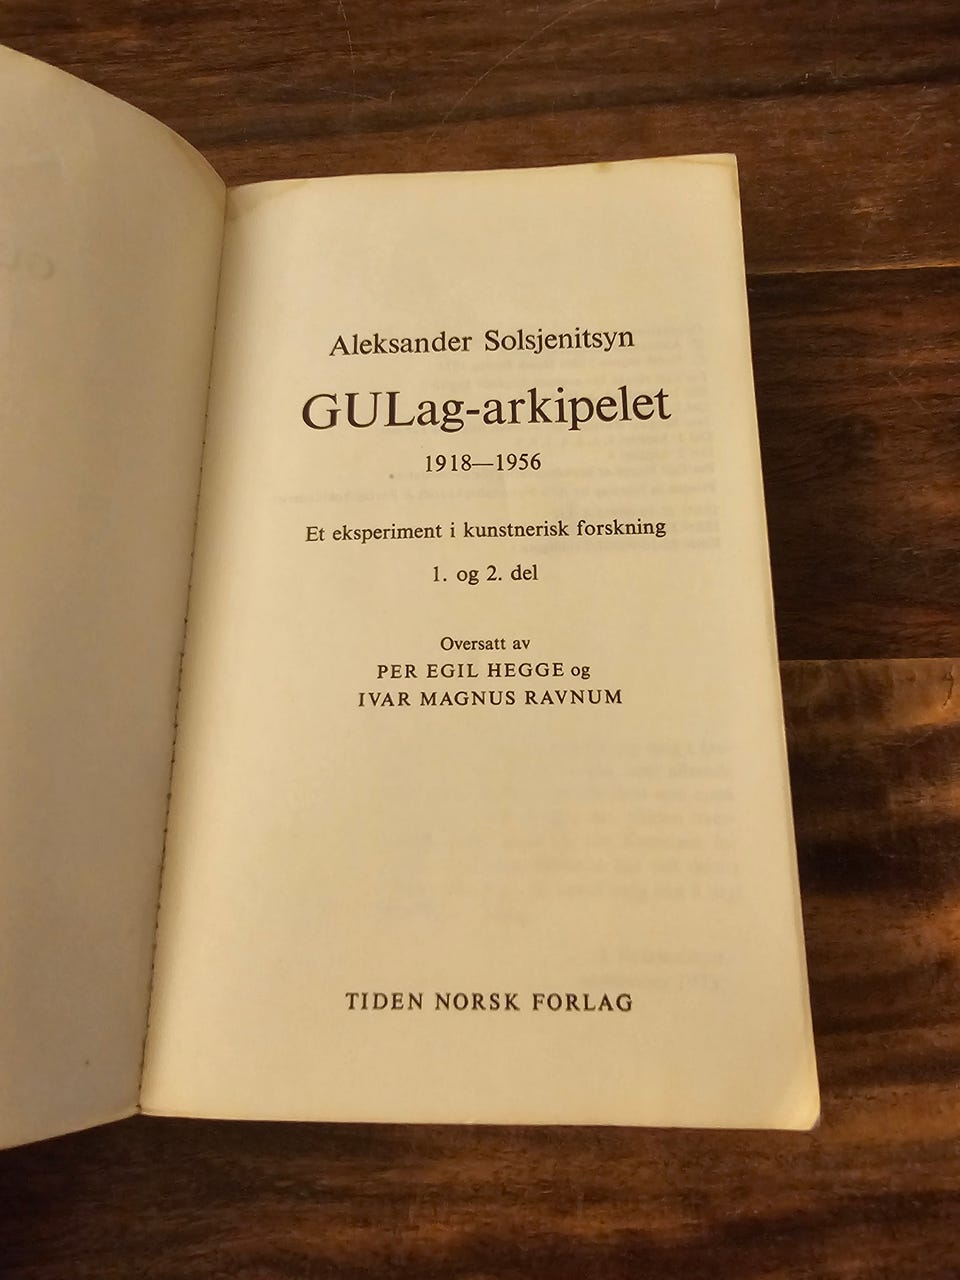 Aleksander Solsjenitsyn
GULag-arkipelet
1918—1956
Et eksperiment i kunstnerisk forskning
1. og 2. del
Oversatt av
PER EGIL HEGGE og
IVAR MAGNUS RAVNUM
TIDEN NORSK FORLAG